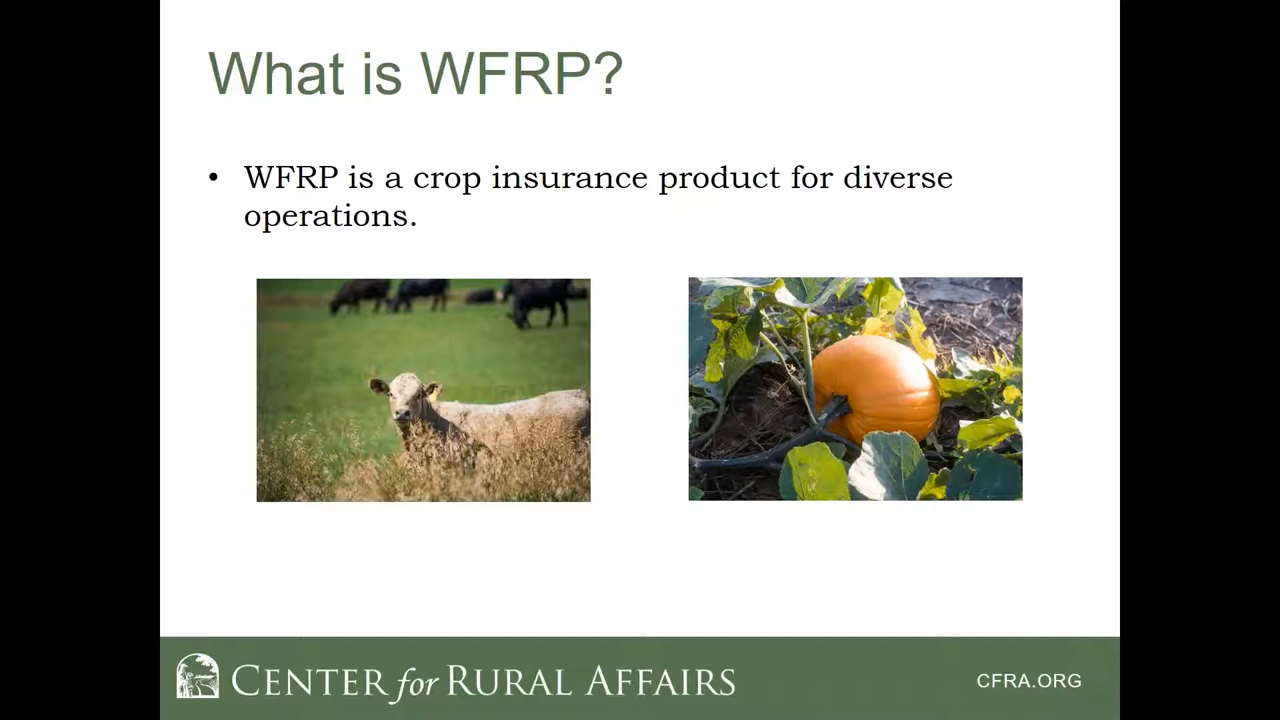 What is WFRP?
• WFRP is a crop insurance product for diverse
operations.
CENTER for RURAL AFFAIRS
CFRA.ORG